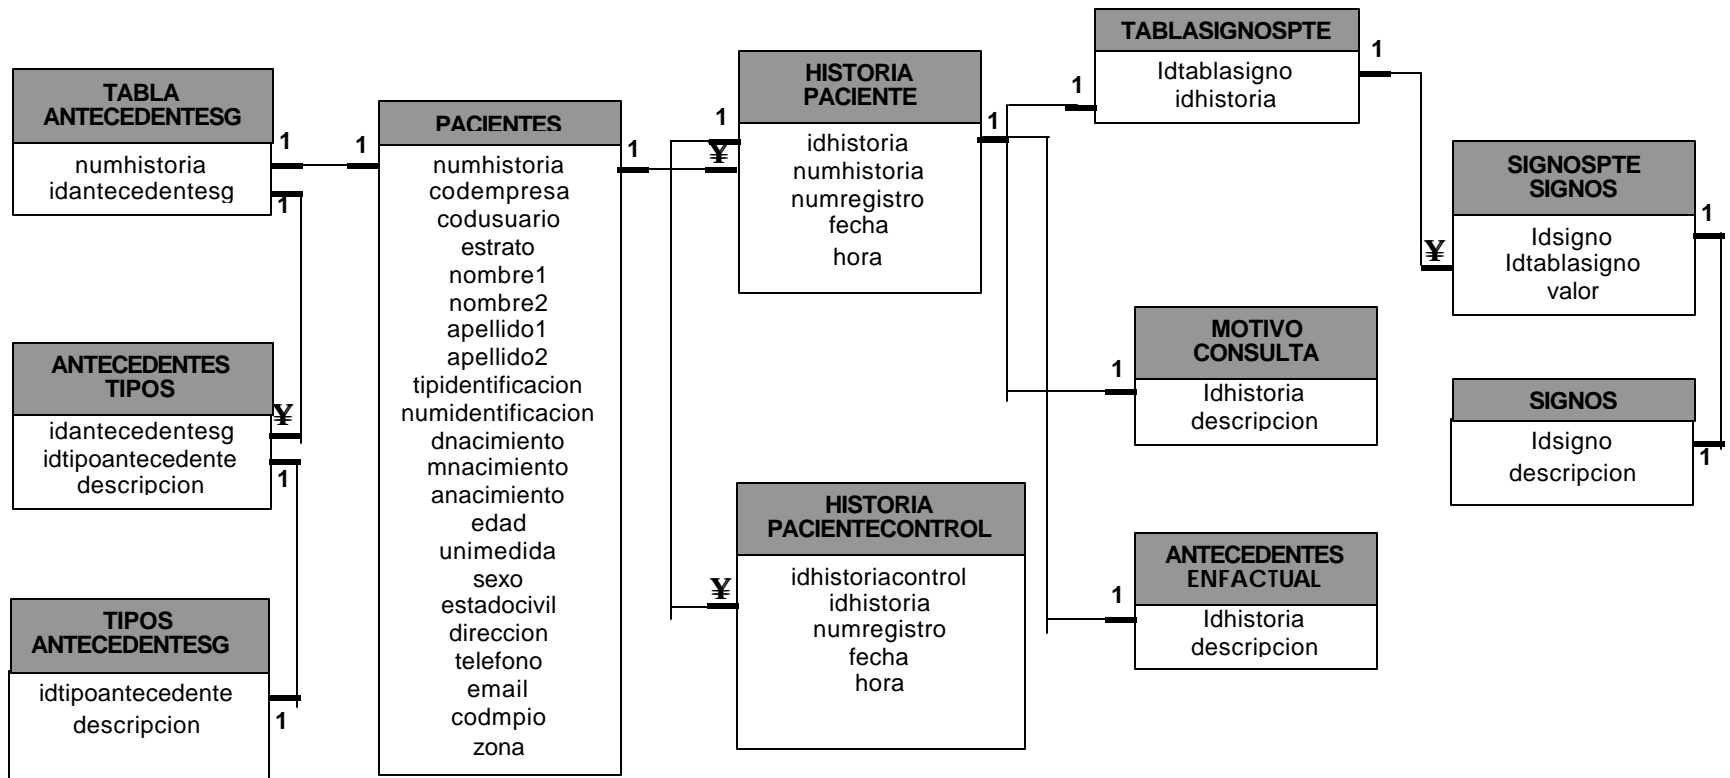 TABLA
ANTECEDENTESG
numhistoria
idantecedentesg
1
1
1
ANTECEDENTES
TIPOS
idantecedentesg
idtipoantecedente
descripcion
¥
1
TIPOS
ANTECEDENTESG
idtipoantecedente
descripcion
1
PACIENTES
numhistoria
codempresa
codusuario
estrato
nombre1
nombre2
apellido1
apellido2
tipidentificacion
numidentificacion
dnacimiento
mnacimiento
anacimiento
edad
unimedida
sexo
estadocivil
direccion
telefono
email
codmpio
zona
1
1
¥
HISTORIA
PACIENTE
idhistoria
numhistoria
numregistro
fecha
hora
1
¥
HISTORIA
PACIENTECONTROL
idhistoriacontrol
idhistoria
numregistro
fecha
hora
1
TABLASIGNOSPTE
Idtablasigno
idhistoria
1
1
MOTIVO
CONSULTA
Idhistoria
descripcion
1
ANTECEDENTES
ENFACTUAL
Idhistoria
descripcion
¥
SIGNOSPTE
SIGNOS
Idsigno
Idtablasigno
valor
1
SIGNOS
Idsigno
descripcion
1